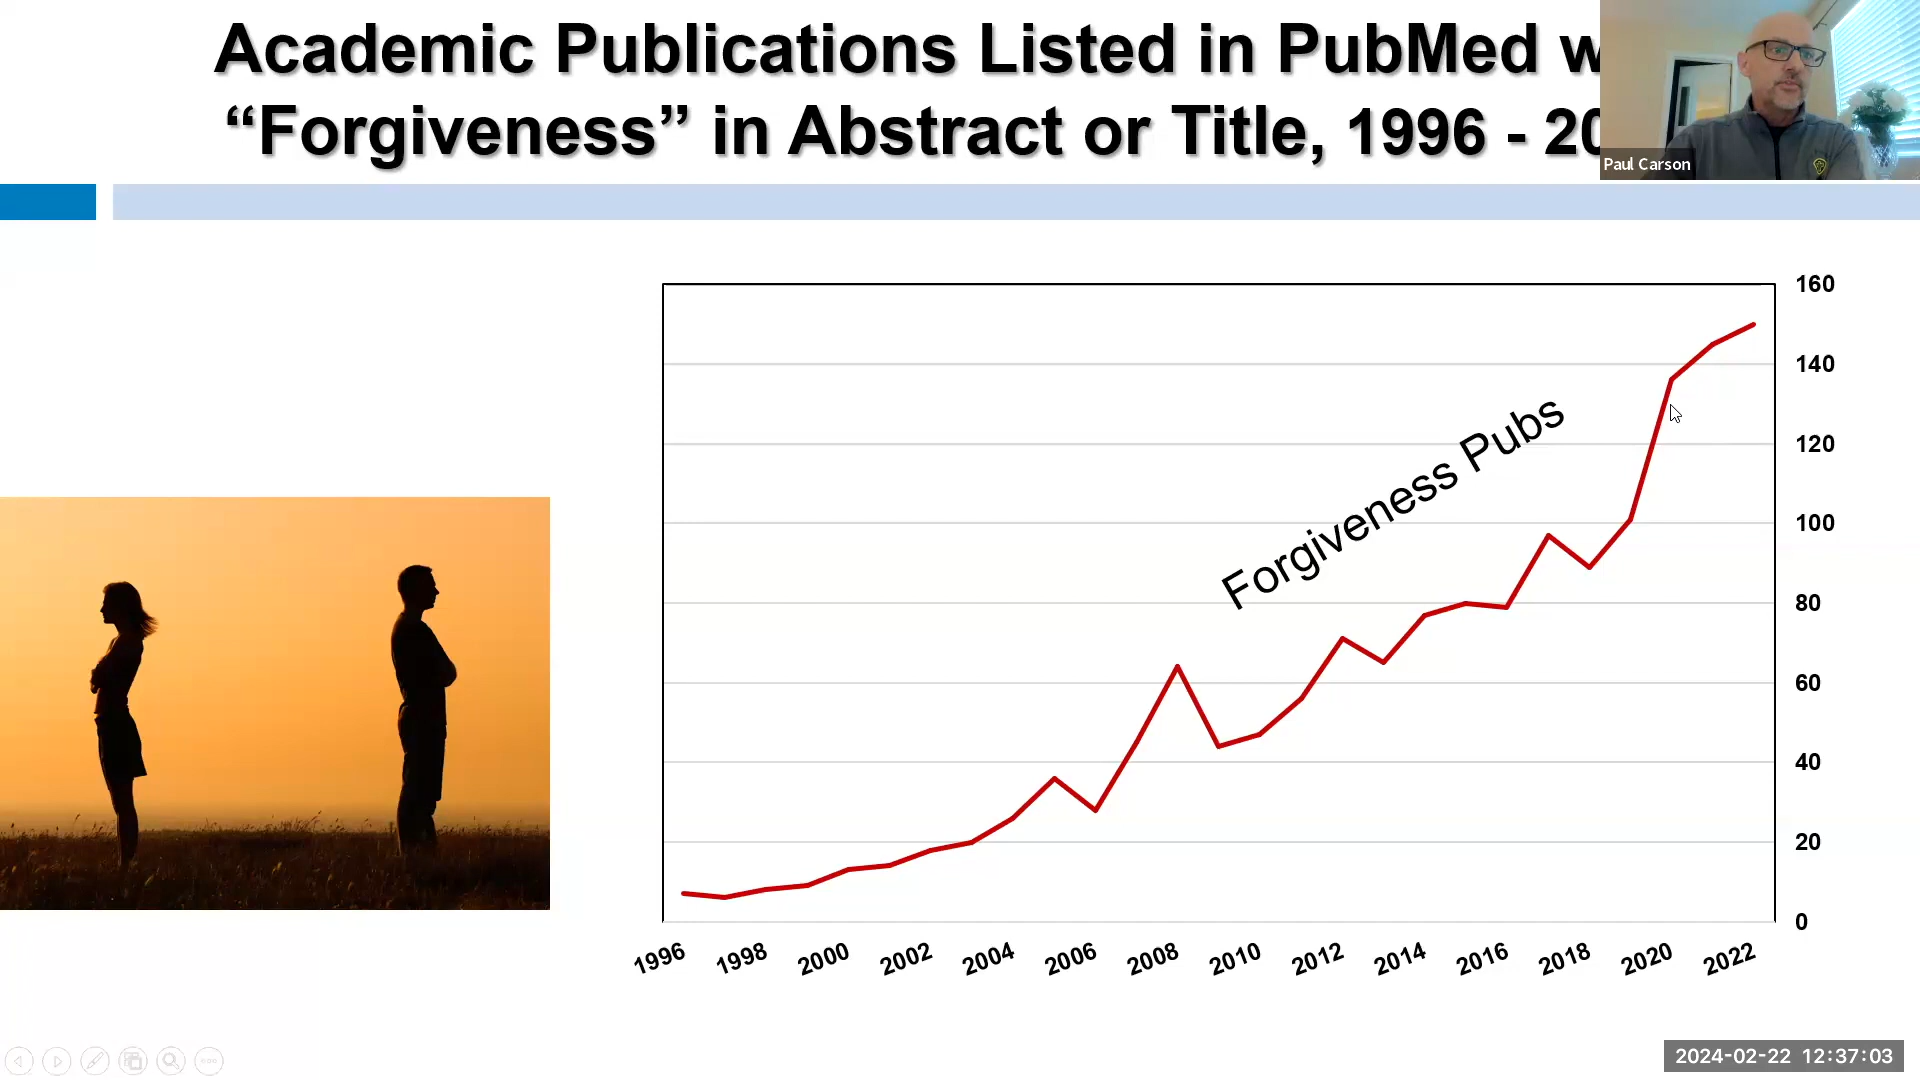 Academic Publications Listed in PubMed
“Forgiveness” in Abstract or Title, 1996 -
Paul Carson
160
140
120
100
80
60
40
20
0
Forgiveness Pubs
1996 1998 2000 2002 2004 2006 2008 2010 2012 2014 2016 2018 2020 2022
2024-02-22 12:37:03